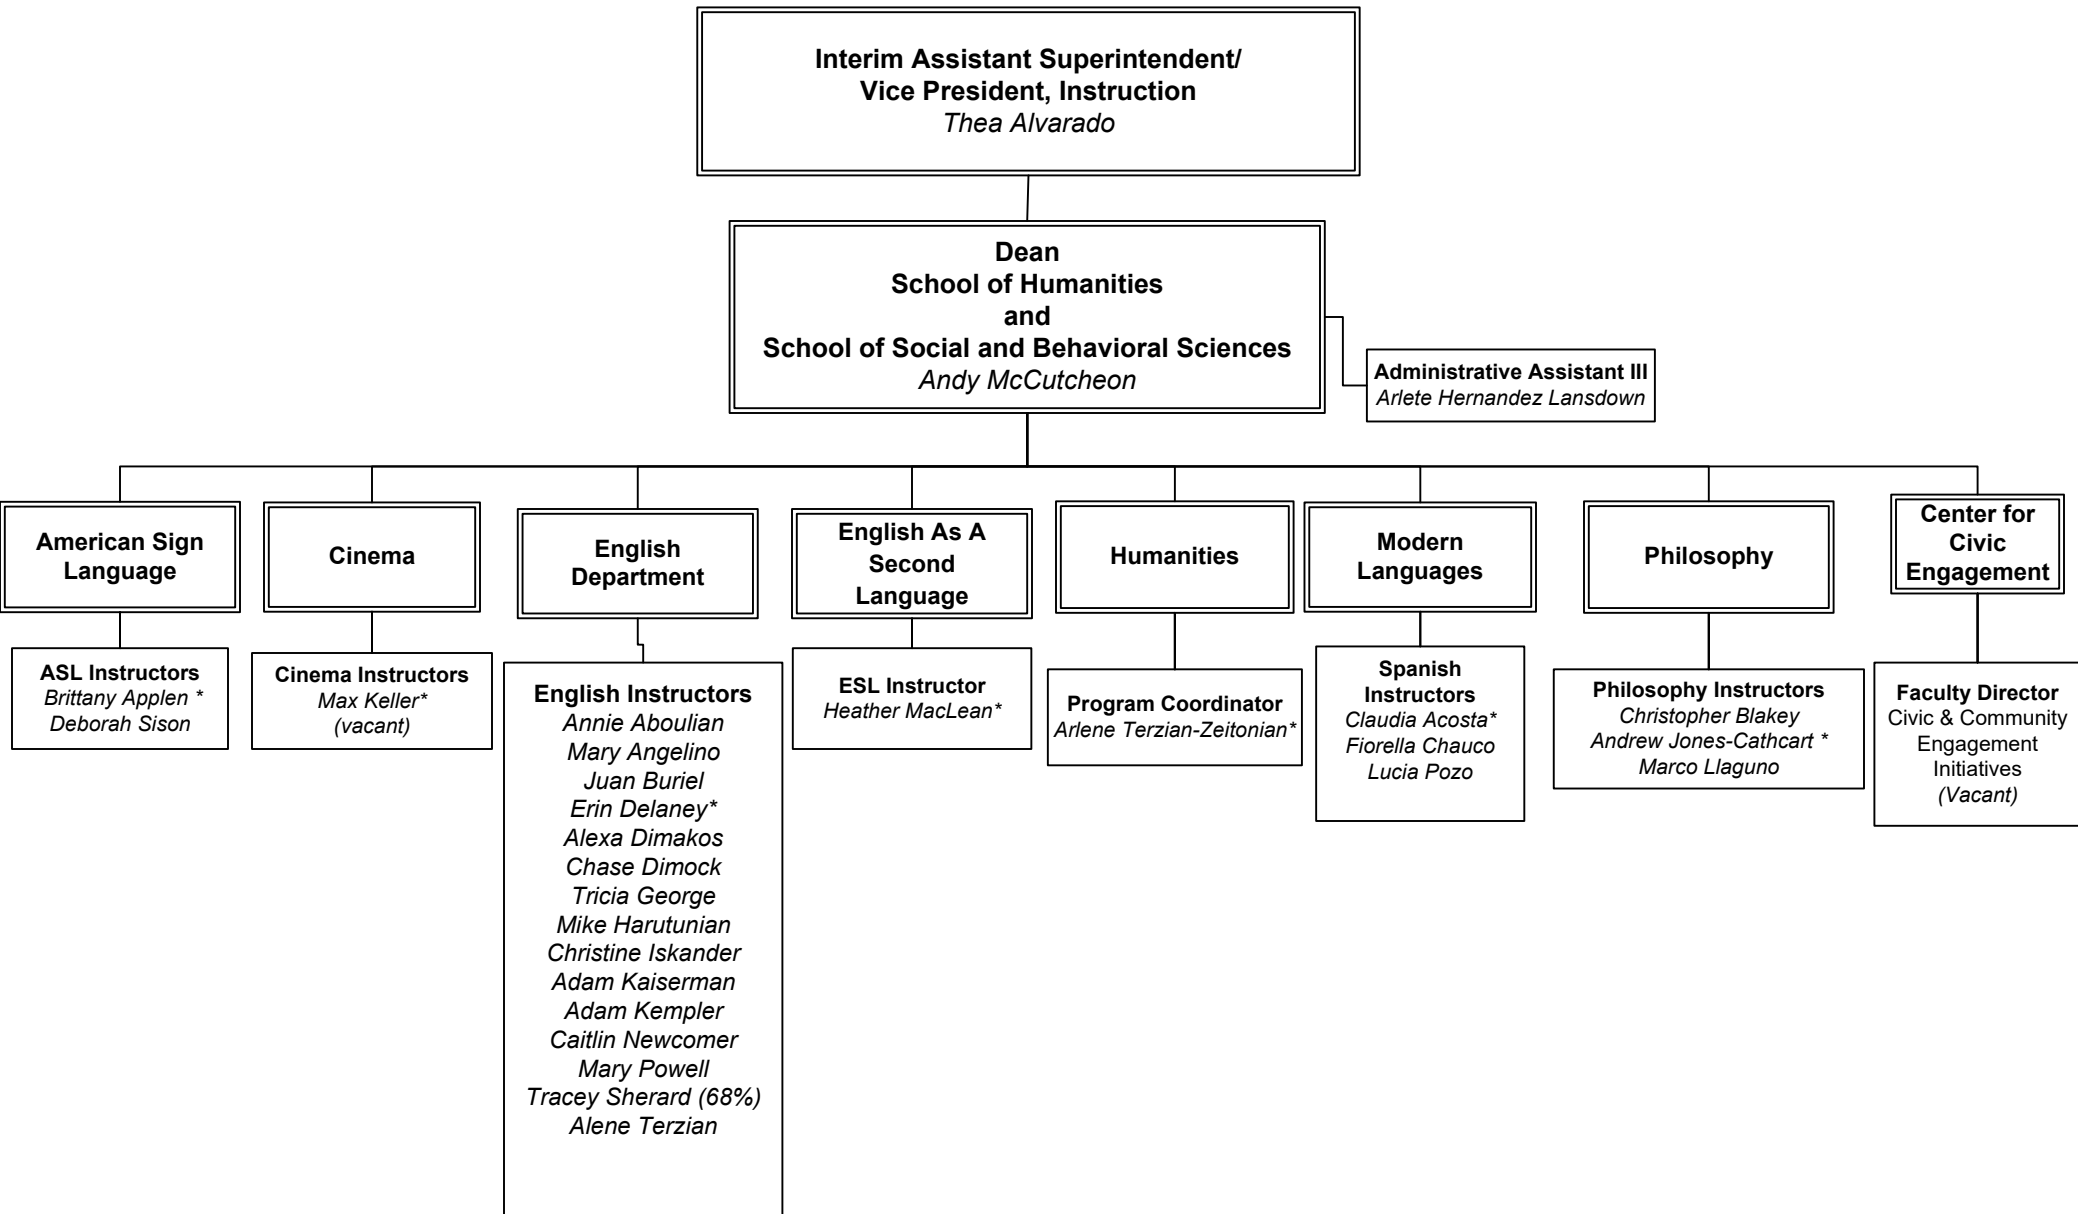 Interim Assistant Superintendent/
Vice President, Instruction
Thea Alvarado
Dean
School of Humanities
and
School of Social and Behavioral Sciences
Andy McCutcheon
Administrative Assistant III
Arlete Hernandez Lansdown
American Sign
Language
ASL Instructors
Brittany Applen *
Deborah Sison
Cinema
Cinema Instructors
Max Keller*
(vacant)
English
Department
English Instructors
Annie Aboulian
Mary Angelino
Juan Buriel
Erin Delaney*
Alexa Dimakos
Chase Dimock
Tricia George
Mike Harutunian
Christine Iskander
Adam Kaiserman
Adam Kempler
Caitlin Newcomer
Mary Powell
Tracey Sherard (68%)
Alene Terzian
English As A
Second
Language
ESL Instructor
Heather MacLean*
Humanities
Program Coordinator
Arlene Terzian-Zeitonian*
Modern
Languages
Spanish
Instructors
Claudia Acosta*
Fiorella Chauco
Lucia Pozo
Philosophy
Philosophy Instructors
Christopher Blakey
Andrew Jones-Cathcart *
Marco Llaguno
Center for
Civic
Engagement
Faculty Director
Civic & Community
Engagement
Initiatives
(Vacant)